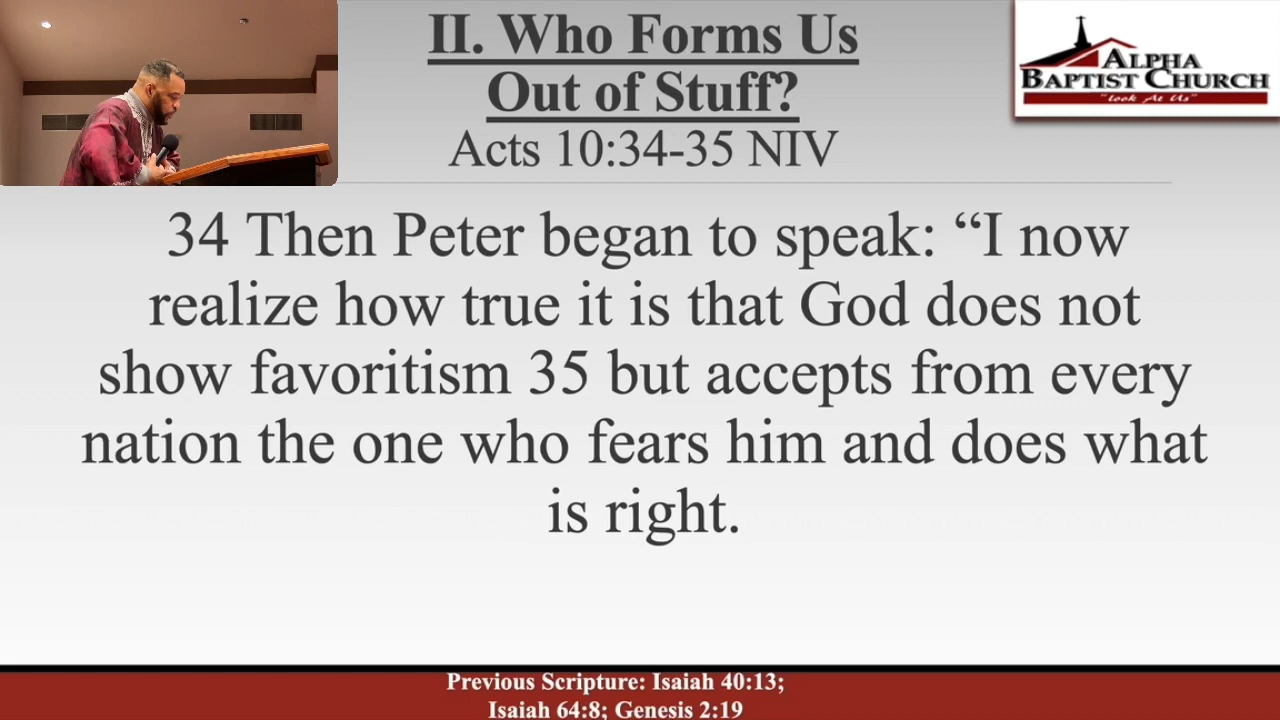 II. Who Forms Us
Out of Stuff?
Acts 10:34-35 NIV
ALPHA
BAPTIST CHURCH
"Look At Us"
34 Then Peter began to speak: “I now
realize how true it is that God does not
show favoritism 35 but accepts from every
nation the one who fears him and does what
is right.
Previous Scripture: Isaiah 40:13;
Isaiah 64:8; Genesis 2:19